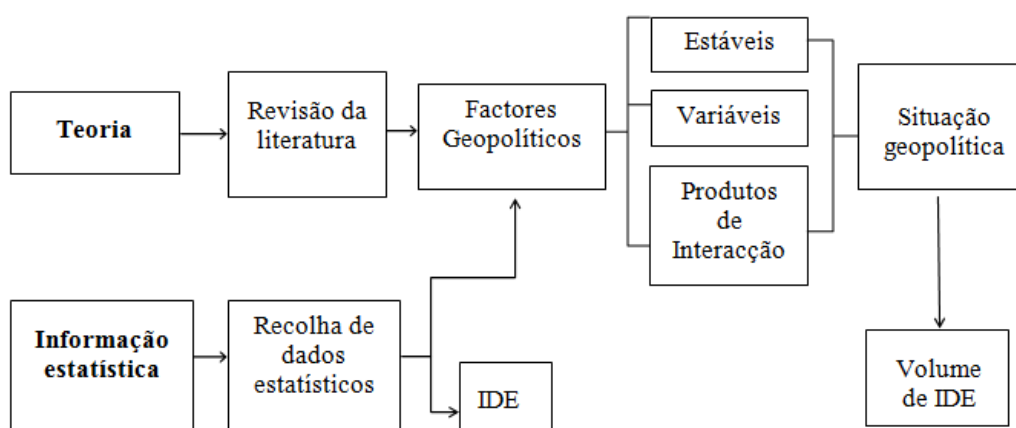 Teoria
Revisão da
literatura
Factores
Geopolíticos
Estáveis
Variáveis
Produtos
de
Interacção
Situação
geopolítica
Informação
estatística
Recolha de
dados
estatísticos
IDE
Volume
de IDE